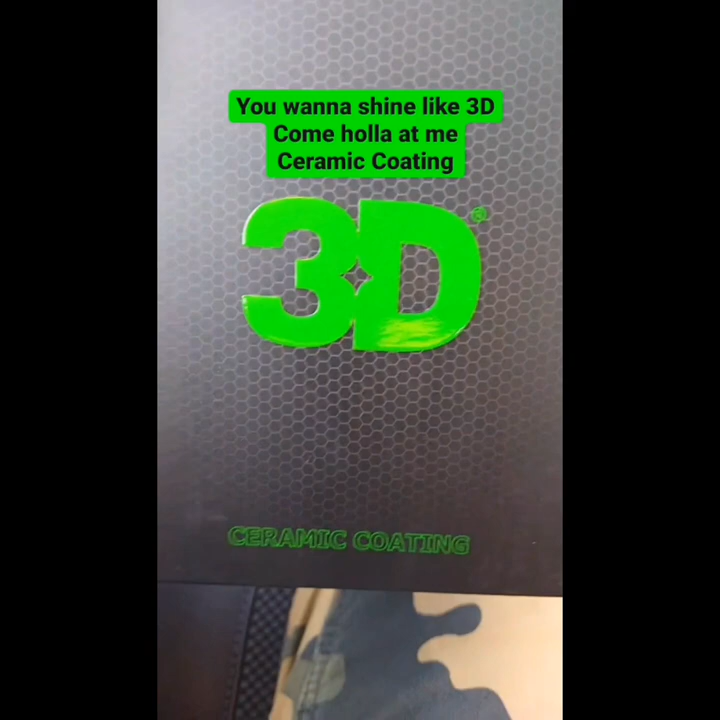 You wanna shine like 3D
Come holla at me
Ceramic Coating
3D®
CERAMIC COATING